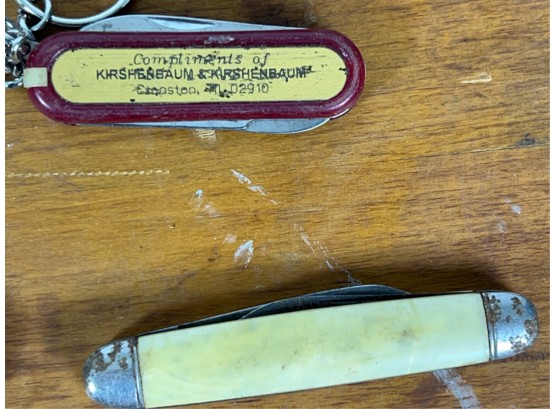 Compliments of
KIRSHENBAUM & KIRSHENBAUM
Cranston, RI 02910